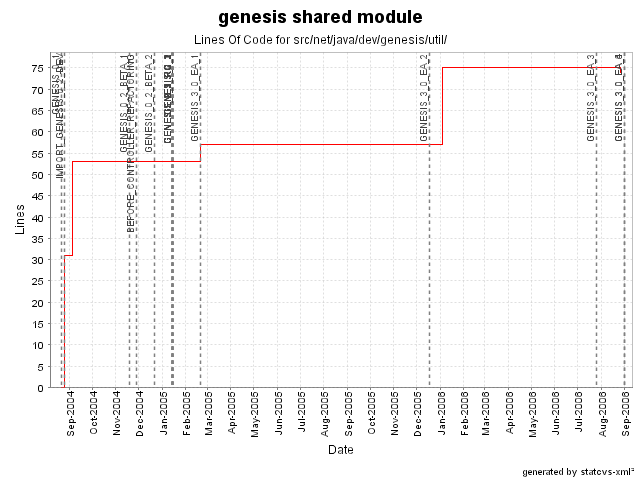 genesis shared module
Lines Of Code for src/net/java/dev/genesis/util/
Lines
75
70
65
60
55
50
45
40
35
30
25
20
15
10
5
0
GENESIS_0_2_BETA_1
BEFORE_CONTROLLER_REFACTORING
GENESIS_0_2_BETA_2
GENESIS_3_0_EA_1
GENESIS_3_0_EA_2
GENESIS_3_0_EA_3
Sep-2004
Oct-2004
Nov-2004
Dec-2004
Jan-2005
Feb-2005
Mar-2005
Apr-2005
May-2005
Jun-2005
Jul-2005
Aug-2005
Sep-2005
Oct-2005
Nov-2005
Dec-2005
Jan-2006
Feb-2006
Mar-2006
Apr-2006
May-2006
Jun-2006
Jul-2006
Aug-2006
Sep-2006
Date
generated by statcvs-xml²